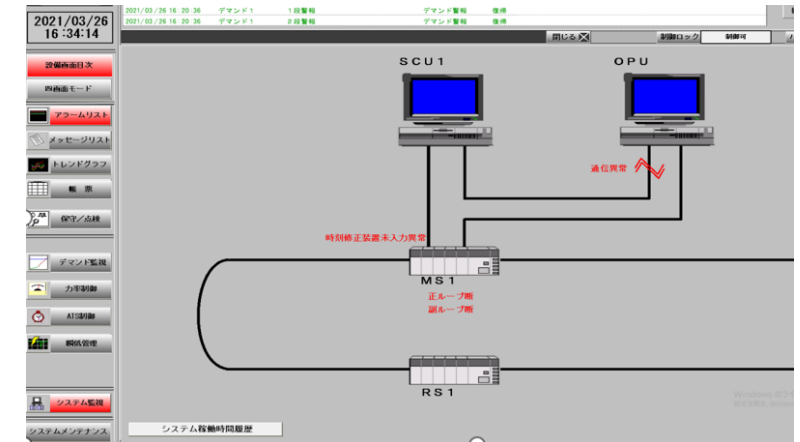 2021/03/26 16:20:36 デマンド1 1段警報 デマンド警報 復帰
2021/03/26 16:20:36 デマンド1 2段警報 デマンド警報 復帰
2021/03/26
16:34:14
閉じる 制御ロック 制御可
設備画面目次
四画面モード
アラームリスト
メッセージリスト
トレンドグラフ
帳 票
保守/点検
デマンド監視
力率制御
ATS制御
瞬低管理
システム監視
システムメンテナンス
SCU1
OPU
通信異常
時刻修正装置未入力異常
MS1
正ループ断
副ループ断
RS1
システム稼働時間履歴